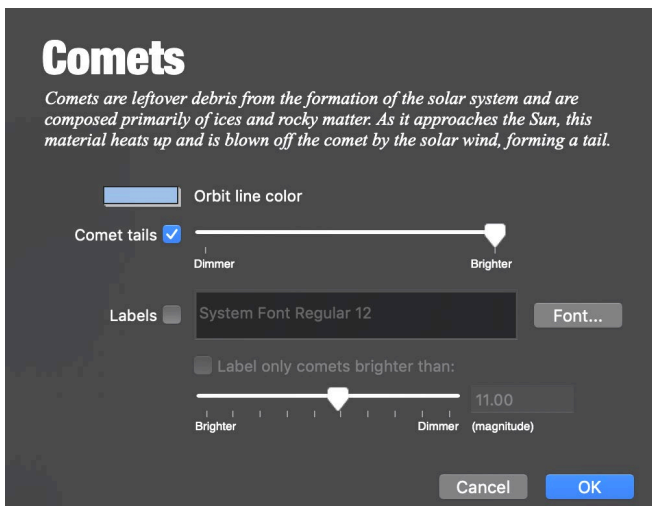 Comets
Comets are leftover debris from the formation of the solar system and are
composed primarily of ices and rocky matter. As it approaches the Sun, this
material heats up and is blown off the comet by the solar wind, forming a tail.
Orbit line color
Comet tails
Dimmer Brighter
Labels System Font Regular 12 Font...
Label only comets brighter than:
11.00
Brighter Dimmer (magnitude)
Cancel OK